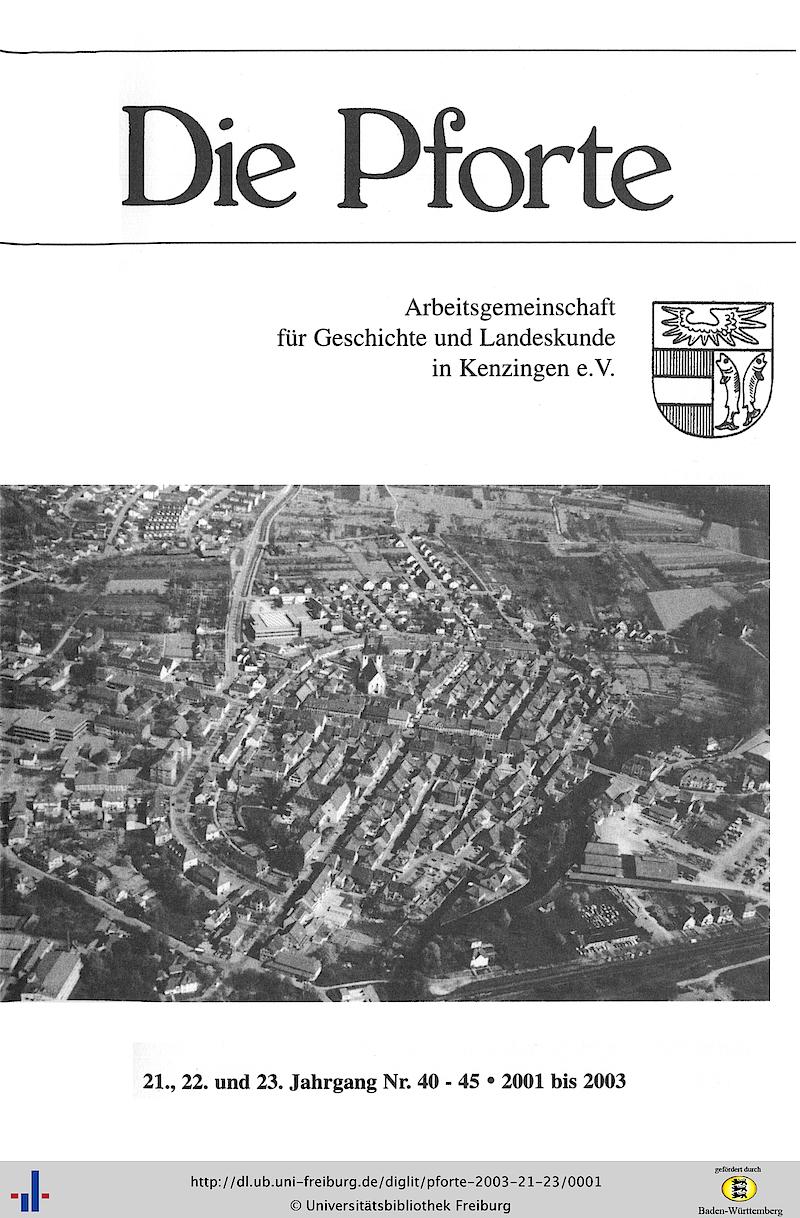 Die Pforte
Arbeitsgemeinschaft
für Geschichte und Landeskunde
in Kenzingen e.V.
21., 22. und 23. Jahrgang Nr. 40 - 45 • 2001 bis 2003
http://dl.ub.uni-freiburg.de/diglit/pforte-2003-21-23/0001
© Universitätsbibliothek Freiburg
gefördert durch
Baden-Württemberg